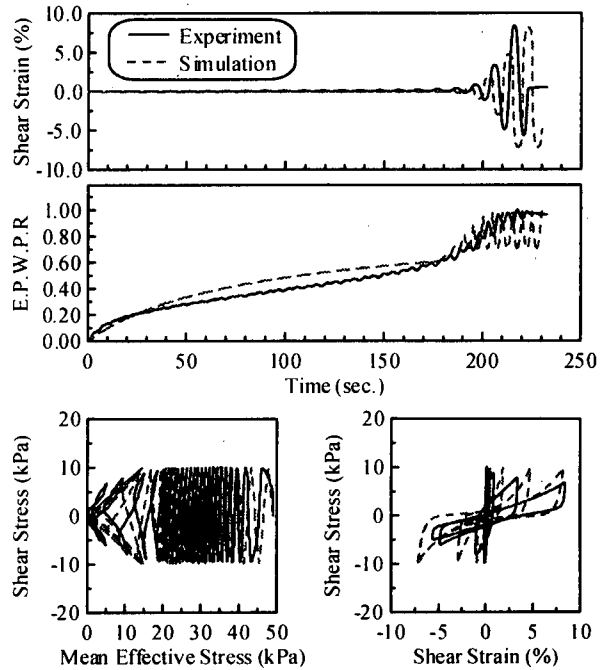 Shear Strain (%)
10.0
5.0
0.0
-5.0
-10.0
Experiment
Simulation
E.P.W.P.R
1.00
0.80
0.60
0.40
0.20
0.00
0 50 100 150 200 250
Time (sec.)
Shear Stress (kPa)
20
10
0
-10
-20
0 10 20 30 40 50
Mean Effective Stress (kPa)
Shear Stress (kPa)
20
10
0
-10
-20
-10 -5 0 5 10
Shear Strain (%)